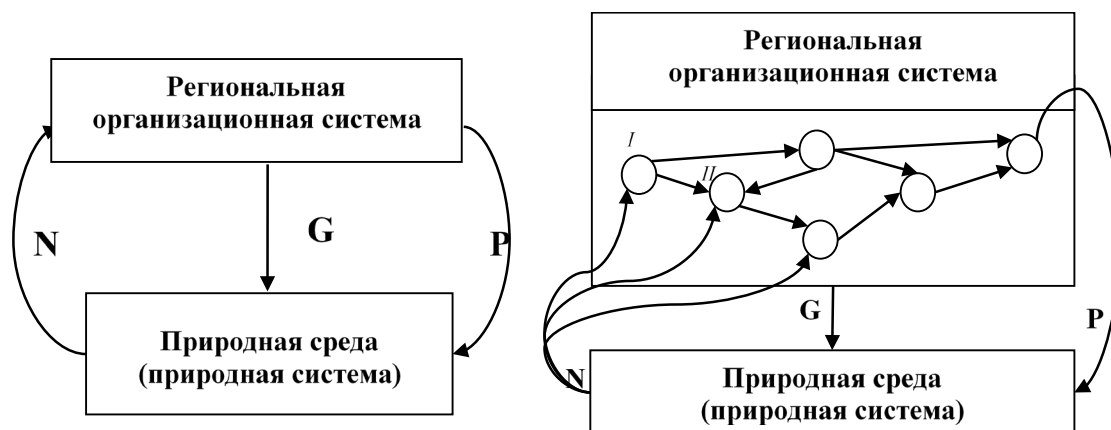 Региональная
организационная система
N
G
P
Природная среда
(природная система)
Региональная
организационная система
I
II
G
P
N
Природная среда
(природная система)